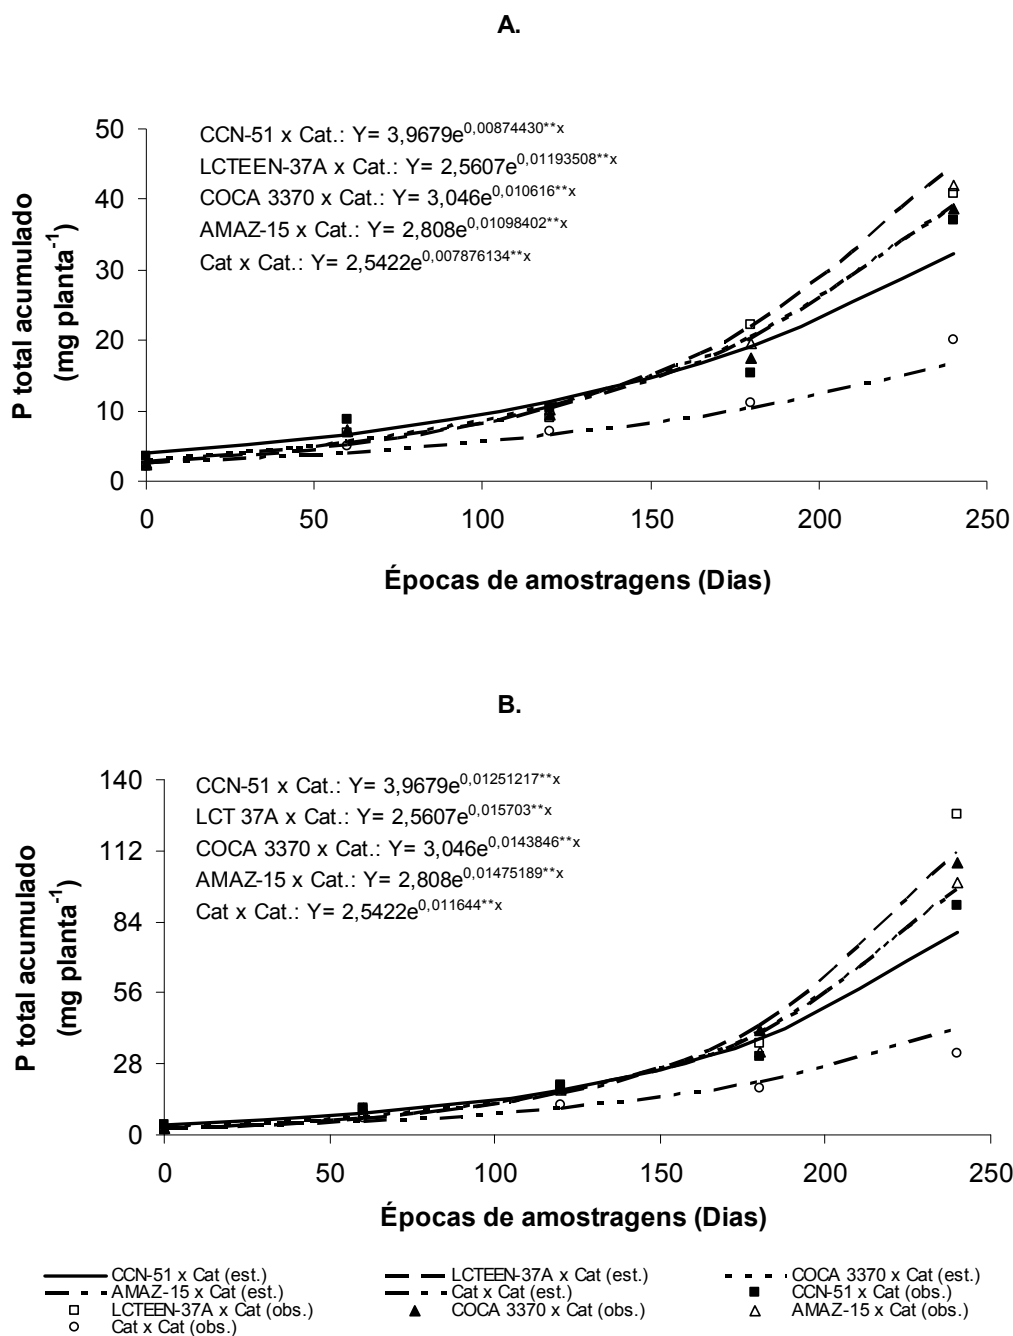 A.
50
40
30
20
10
0
P total acumulado
(mg planta⁻¹)
CCN-51 x Cat.: Y= 3,9679e^0,00874430**x
LCTEEN-37A x Cat.: Y= 2,5607e^0,01193508**x
COCA 3370 x Cat.: Y= 3,046e^0,010616**x
AMAZ-15 x Cat.: Y= 2,808e^0,01098402**x
Cat x Cat.: Y= 2,5422e^0,007876134**x
0 50 100 150 200 250
Épocas de amostragens (Dias)
B.
140
112
84
56
28
0
P total acumulado
(mg planta⁻¹)
CCN-51 x Cat.: Y= 3,9679e^0,01251217**x
LCT 37A x Cat.: Y= 2,5607e^0,015703**x
COCA 3370 x Cat.: Y= 3,046e^0,0143846**x
AMAZ-15 x Cat.: Y= 2,808e^0,01475189**x
Cat x Cat.: Y= 2,5422e^0,011644**x
0 50 100 150 200 250
Épocas de amostragens (Dias)
CCN-51 x Cat (est.) LCTEEN-37A x Cat (est.) COCA 3370 x Cat (est.)
AMAZ-15 x Cat (est.) Cat x Cat (est.) CCN-51 x Cat (obs.)
LCTEEN-37A x Cat (obs.) COCA 3370 x Cat (obs.) AMAZ-15 x Cat (obs.)
Cat x Cat (obs.)